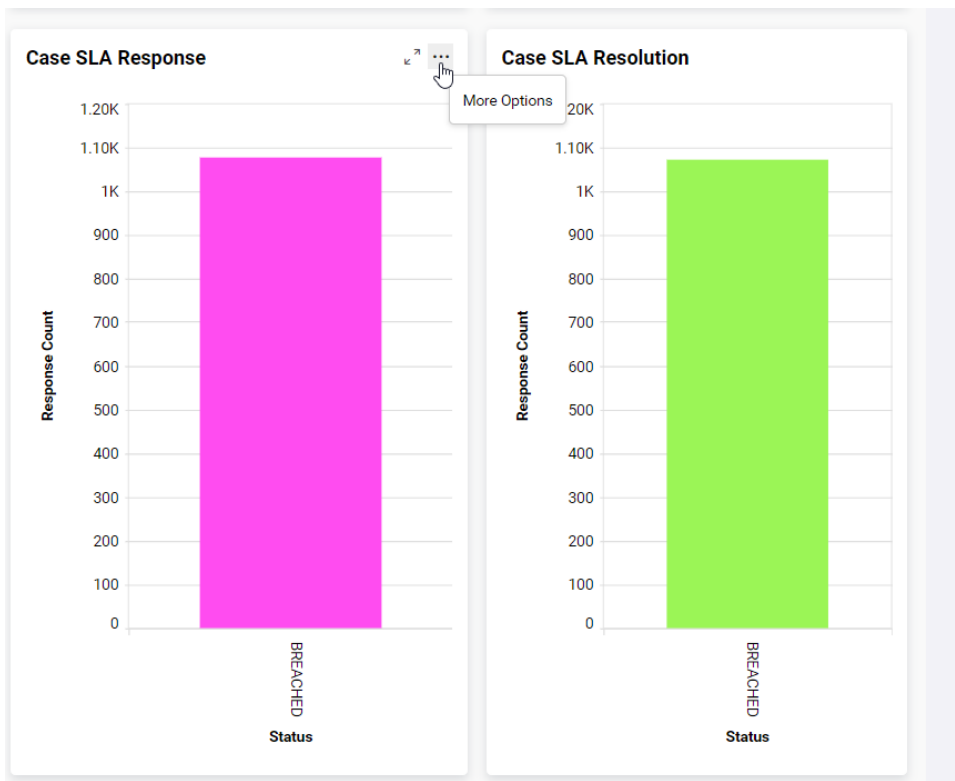 Case SLA Response
More Options
1.20K
1.10K
1K
900
800
700
600
500
400
300
200
100
0
Response Count
BREACHED
Status
Case SLA Resolution
20K
1.10K
1K
900
800
700
600
500
400
300
200
100
0
Response Count
BREACHED
Status